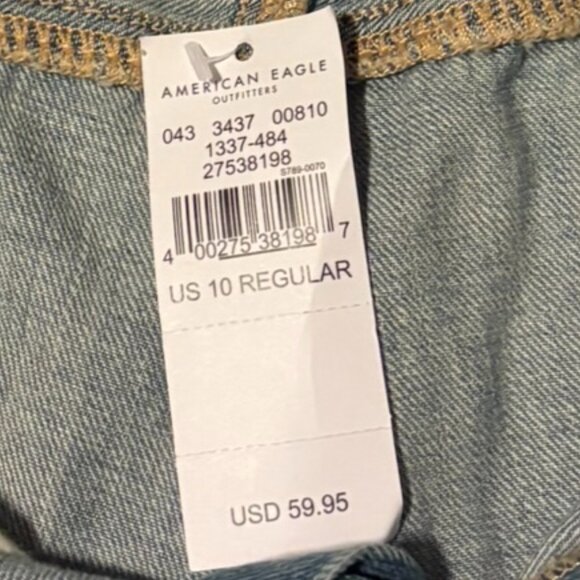 AMERICAN EAGLE
OUTFITTERS
043 3437 00810
1337-484
27538198
S789-0070
4 00275 38198 7
US 10 REGULAR
USD 59.95